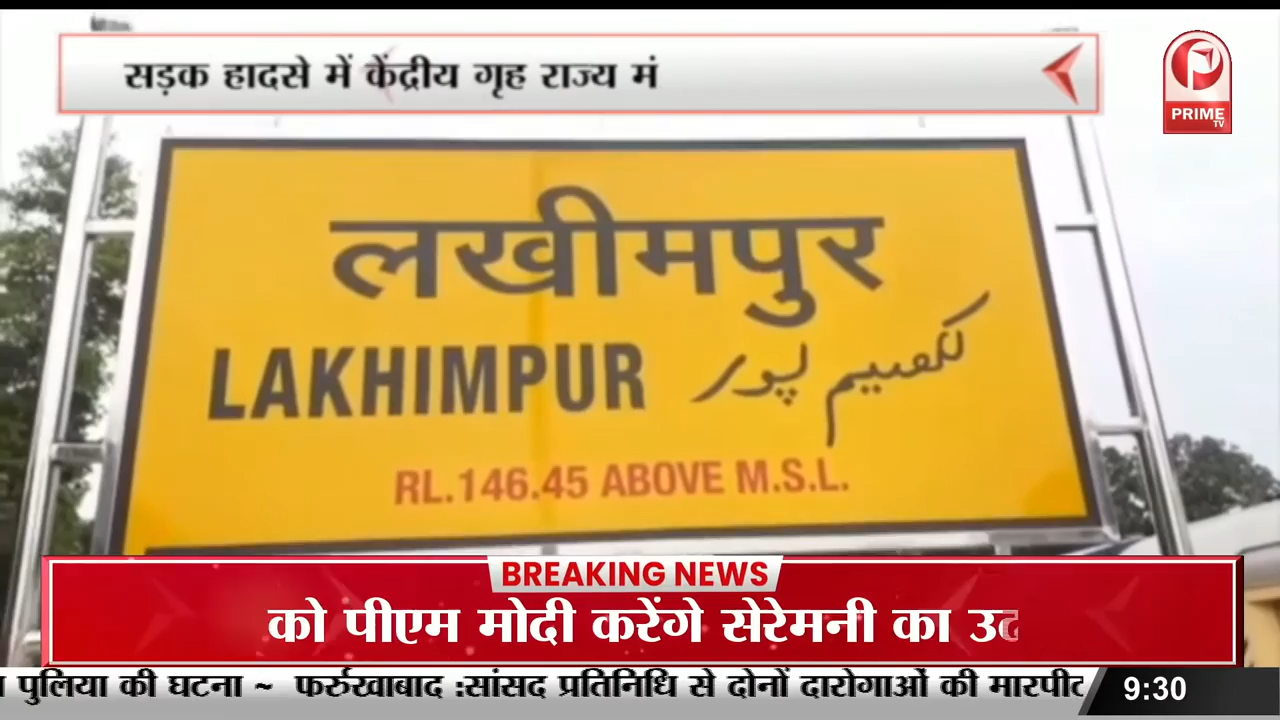 सड़क हादसे में केंद्रीय गृह राज्य मं
PRIME
TV
लखीमपुर
LAKHIMPUR لکھیم پور
RL.146.45 ABOVE M.S.L.
BREAKING NEWS
को पीएम मोदी करेंगे सेरेमनी का
पुलिया की घटना ~ फर्रुखाबाद :सांसद प्रतिनिधि से दोनों दारोगाओं की मारपीट
9:30